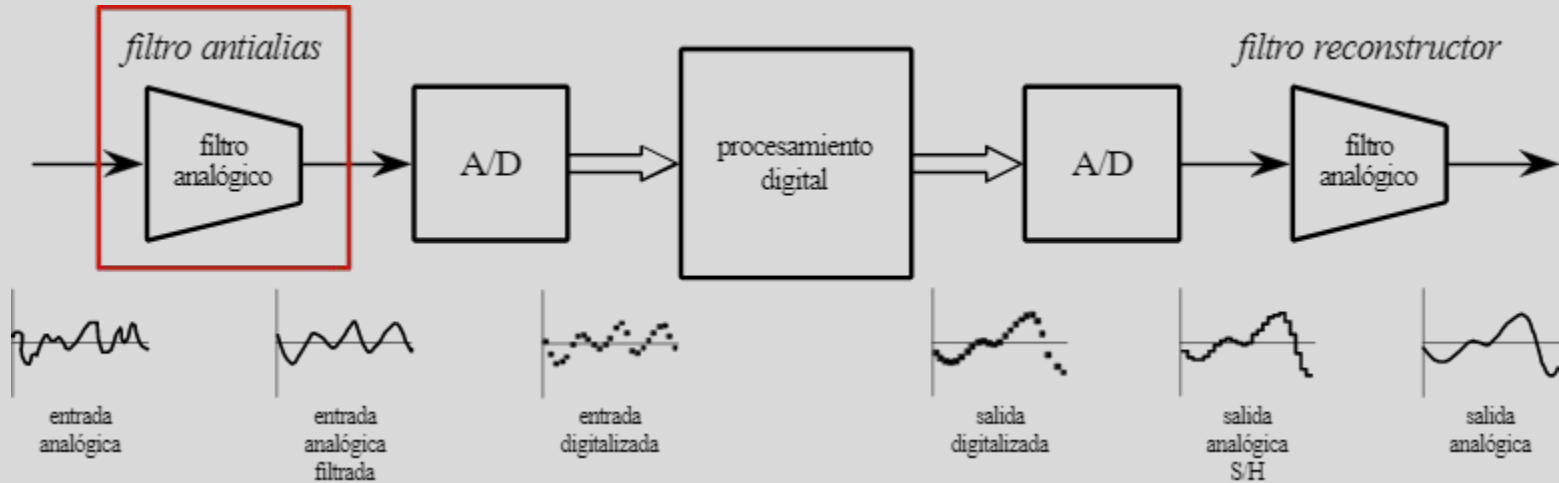 filtro antialias
filtro reconstructor
filtro
analógico
A/D
procesamiento
digital
A/D
filtro
analógico
entrada
analógica
entrada
analógica
filtrada
entrada
digitalizada
salida
digitalizada
salida
analógica
S/H
salida
analógica